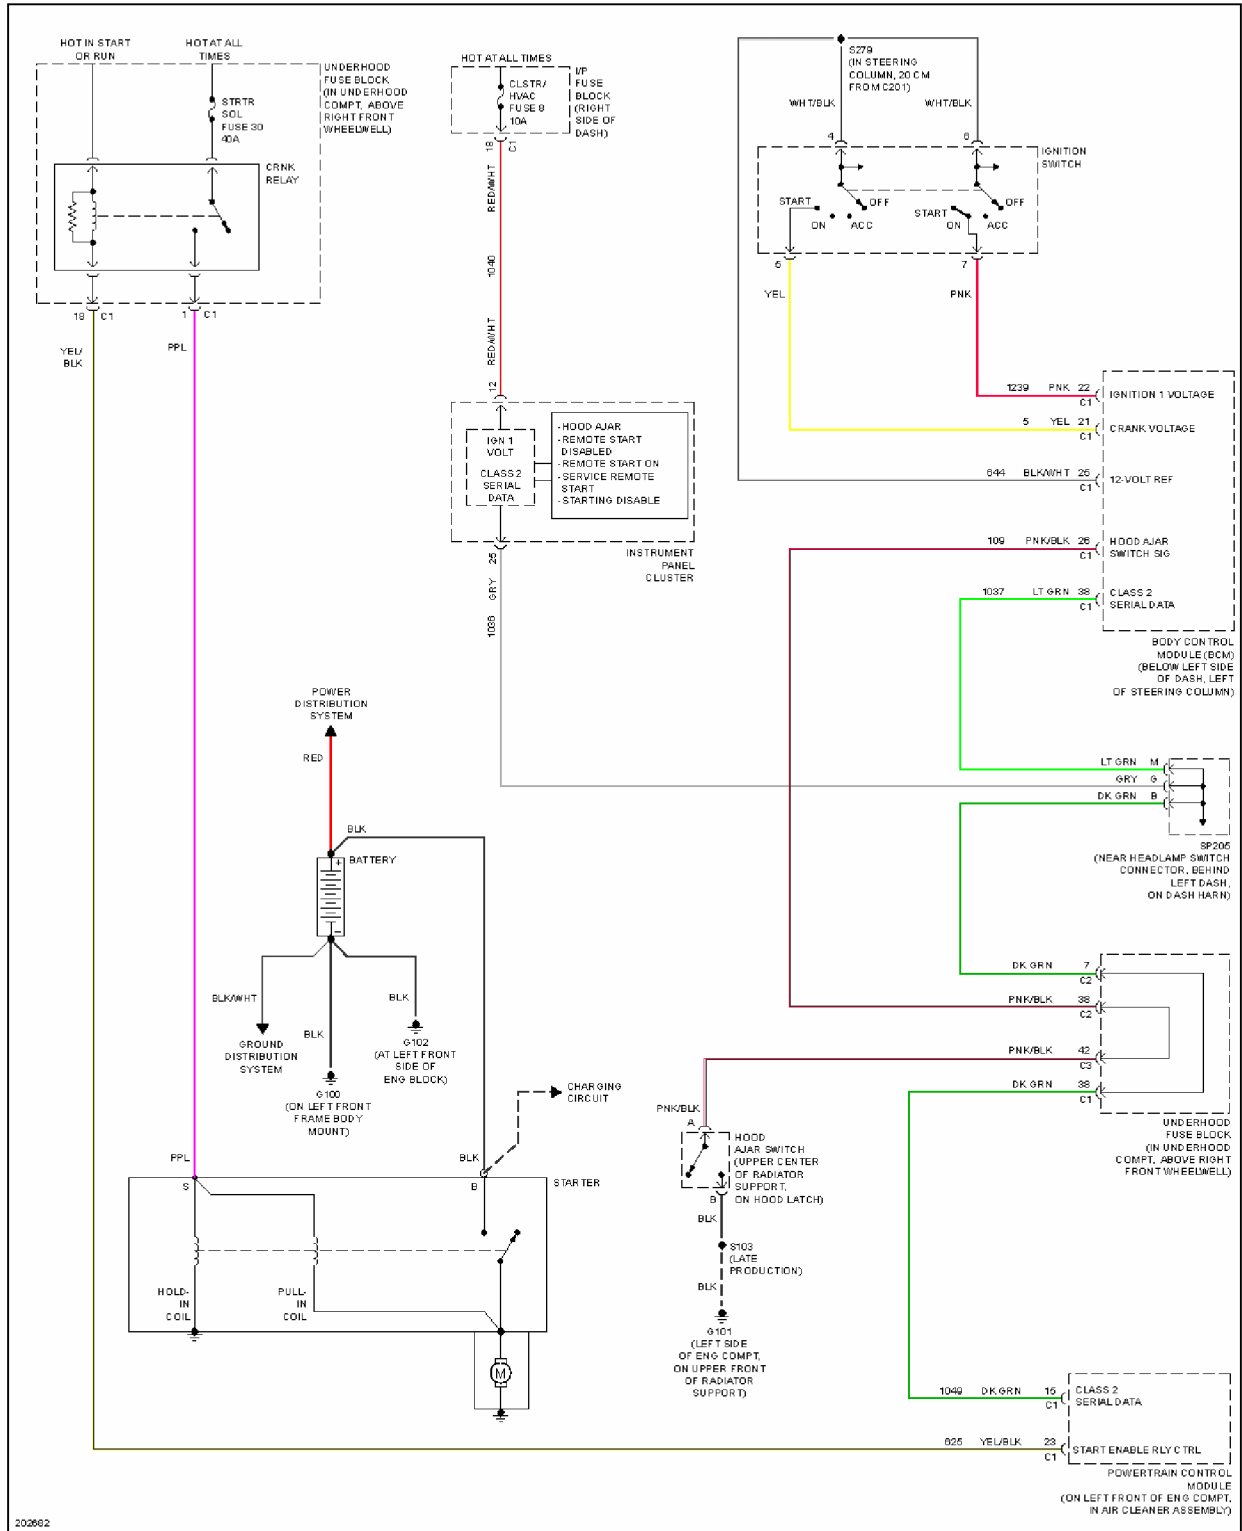 HOT IN START
OR RUN
HOT AT ALL
TIMES
UNDERHOOD
FUSE BLOCK
(IN UNDERHOOD
COMPT, ABOVE
RIGHT FRONT
WHEELWELL)
STRTR
SOL
FUSE 30
40A
CRNK
RELAY
18 C1
1 C1
YEL/
BLK
PPL
HOT AT ALL TIMES
CLSTR/
HVAC
FUSE 8
10A
I/P
FUSE
BLOCK
(RIGHT
SIDE OF
DASH)
18
C1
RED/WHT
1040
RED/WHT
12
IGN 1
VOLT
CLASS 2
SERIAL
DATA
-HOOD AJAR
-REMOTE START
DISABLED
-REMOTE START ON
-SERVICE REMOTE
START
-STARTING DISABLE
INSTRUMENT
PANEL
CLUSTER
25
GRY
1036
S279
(IN STEERING
COLUMN, 20 CM
FROM C201)
WHT/BLK
WHT/BLK
4
6
IGNITION
SWITCH
START
OFF
ON
ACC
START
OFF
ON
ACC
6
7
YEL
PNK
1239 PNK 22
C1
IGNITION 1 VOLTAGE
5 YEL 21
C1
CRANK VOLTAGE
644 BLK/WHT 25
C1
12-VOLT REF
109 PNK/BLK 26
C1
HOOD AJAR
SWITCH SIG
1037 LT GRN 38
C1
CLASS 2
SERIAL DATA
BODY CONTROL
MODULE (BCM)
(BELOW LEFT SIDE
OF DASH, LEFT
OF STEERING COLUMN)
LT GRN M
GRY G
DK GRN B
SP205
(NEAR HEADLAMP SWITCH
CONNECTOR, BEHIND
LEFT DASH,
ON DASH HARN)
POWER
DISTRIBUTION
SYSTEM
RED
BLK
+
BATTERY
-
BLK/WHT
BLK
BLK
GROUND
DISTRIBUTION
SYSTEM
G102
(AT LEFT FRONT
SIDE OF
ENG BLOCK)
G100
(ON LEFT FRONT
FRAME BODY
MOUNT)
CHARGING
CIRCUIT
PPL
BLK
S
B
STARTER
HOLD-
IN
COIL
PULL-
IN
COIL
M
DK GRN 7
C2
PNK/BLK 38
C2
PNK/BLK 42
C3
DK GRN 38
C1
UNDERHOOD
FUSE BLOCK
(IN UNDERHOOD
COMPT, ABOVE RIGHT
FRONT WHEELWELL)
PNK/BLK
A
HOOD
AJAR SWITCH
(UPPER CENTER
OF RADIATOR
SUPPORT,
ON HOOD LATCH)
B
BLK
S103
(LATE
PRODUCTION)
BLK
G101
(LEFT SIDE
OF ENG COMPT,
ON UPPER FRONT
OF RADIATOR
SUPPORT)
1049 DK GRN 15
C1
CLASS 2
SERIAL DATA
625 YEL/BLK 23
C1
START ENABLE RLY CTRL
POWERTRAIN CONTROL
MODULE
(ON LEFT FRONT OF ENG COMPT,
IN AIR CLEANER ASSEMBLY)
202682